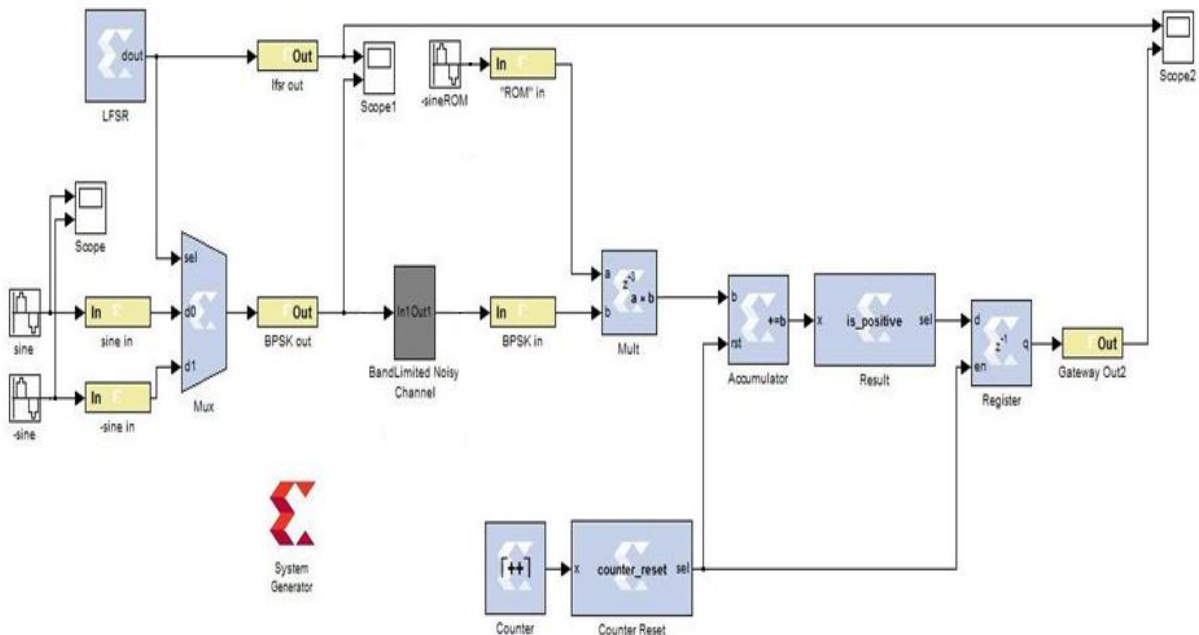 dout
LFSR
Out
lfsr out
Scope1
-sineROM
In
"ROM" in
Scope2
Scope
sine
-sine
In
sine in
In
-sine in
sel
d0
d1
Mux
Out
BPSK out
In1Out1
BandLimited Noisy
Channel
In
BPSK in
a
b
z⁻³
a × b
Mult
b
rst
+=b
Accumulator
x
is_positive
sel
Result
d
en
z⁻¹
q
Register
Out
Gateway Out2
System
Generator
++
Counter
x
counter_reset
sel
Counter Reset